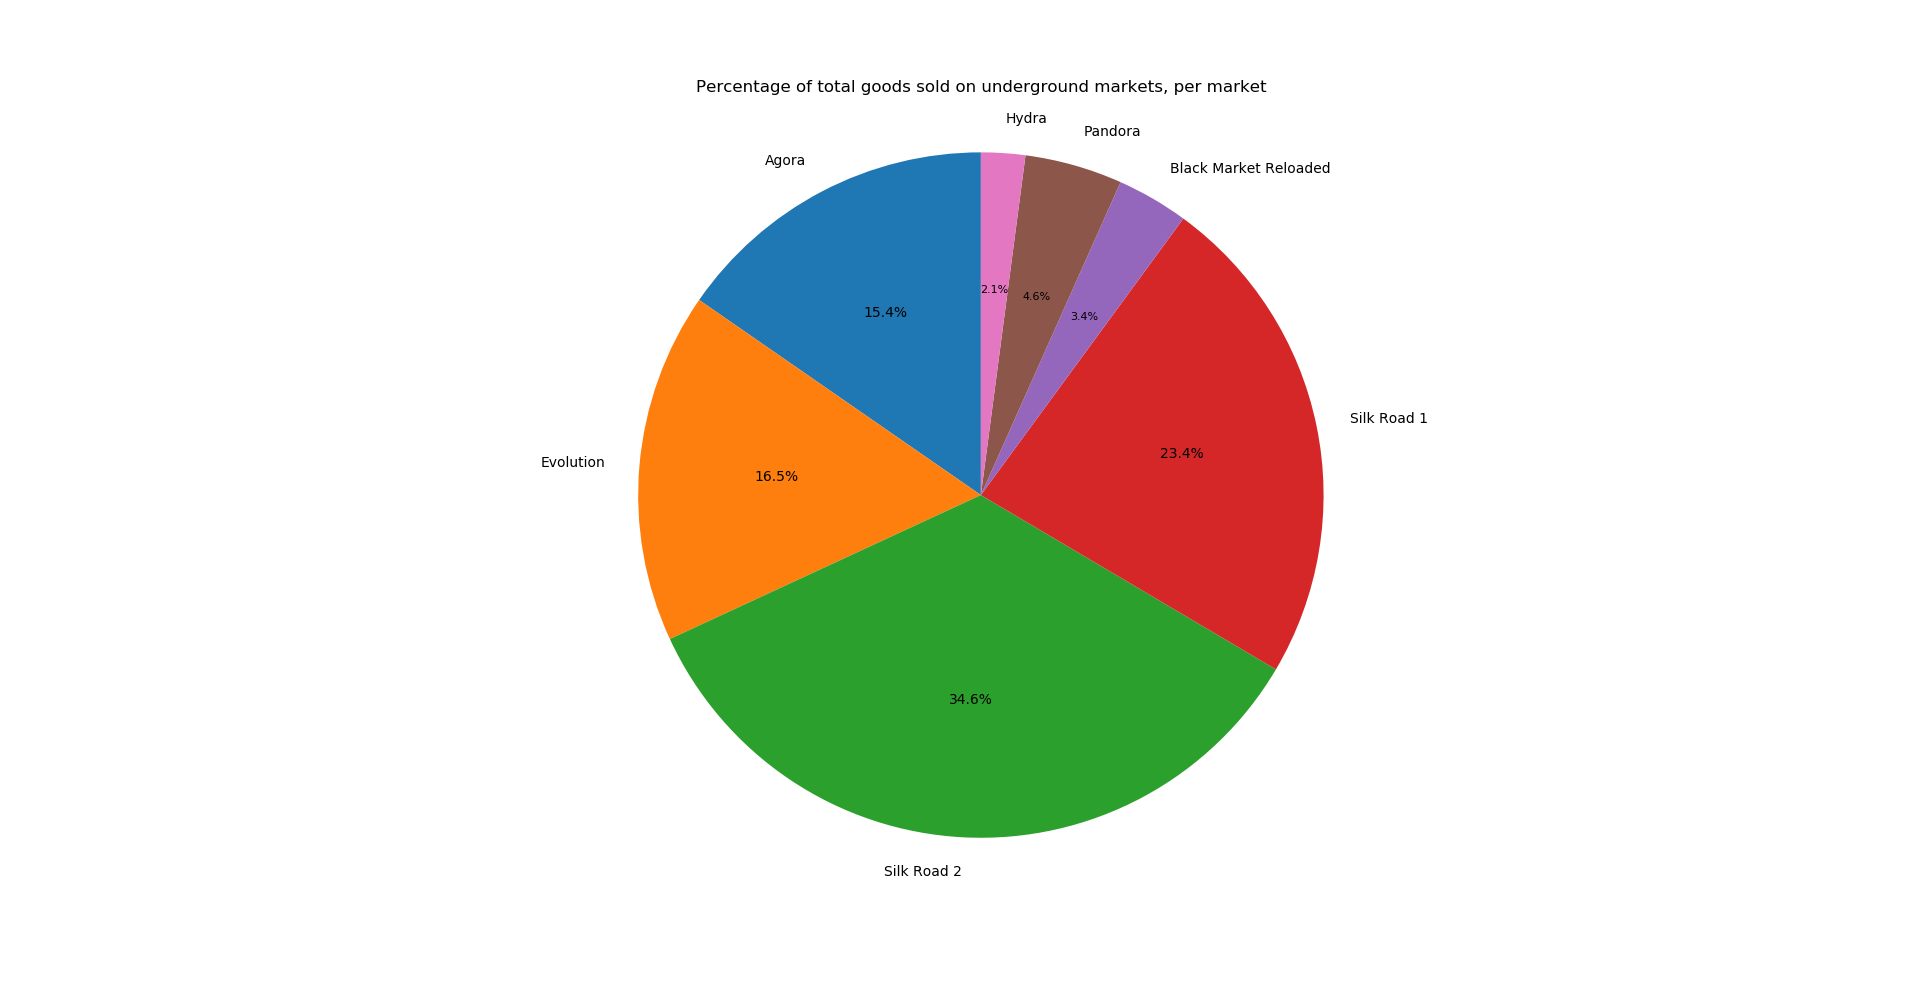 Percentage of total goods sold on underground markets, per market
Hydra
Pandora
Agora
Black Market Reloaded
2.1%
4.6%
15.4%
3.4%
Silk Road 1
23.4%
Evolution
16.5%
34.6%
Silk Road 2